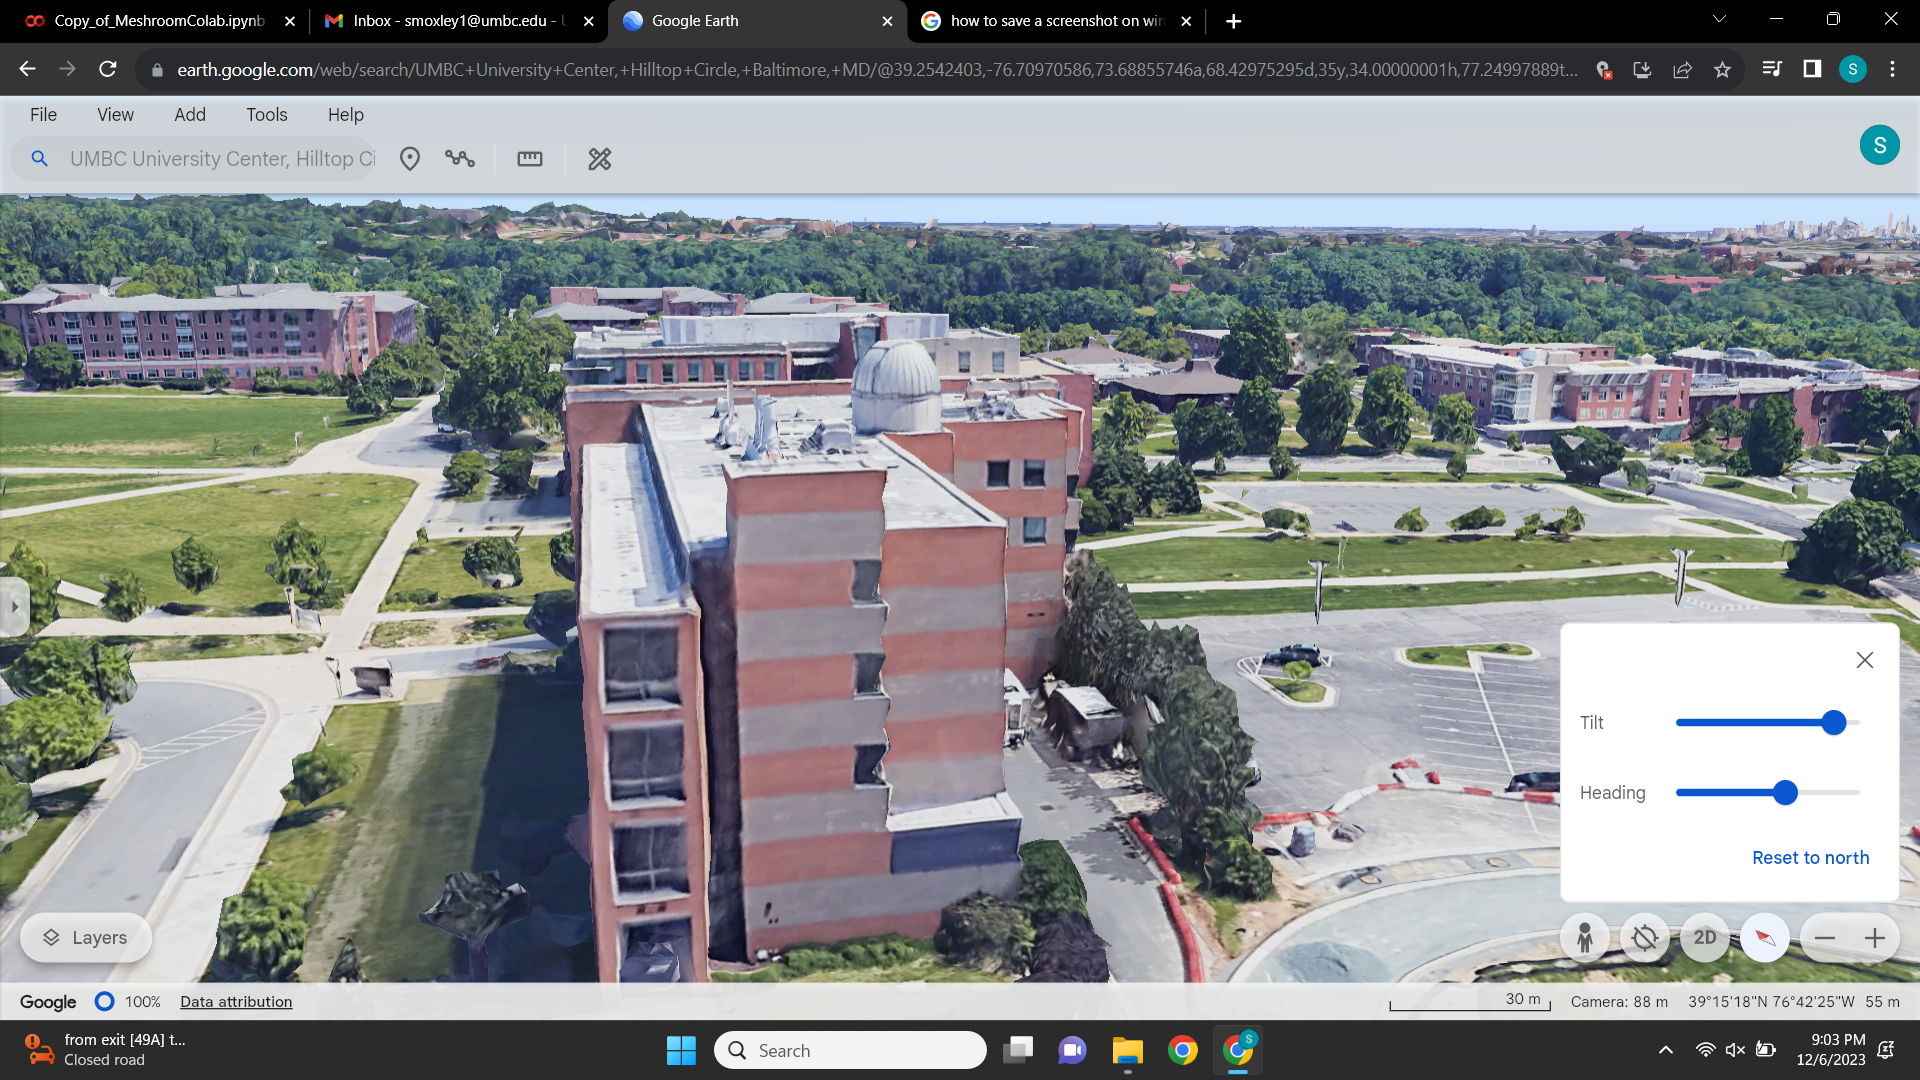 Copy_of_MeshroomColab.ipynb
Inbox - smoxley1@umbc.edu - U
Google Earth
how to save a screenshot on win
earth.google.com/web/search/UMBC+University+Center,+Hilltop+Circle,+Baltimore,+MD/@39.2542403,-76.70970586,73.68855746a,68.42975295d,35y,34.00000001h,77.24997889t...
S
File View Add Tools Help
UMBC University Center, Hilltop Ci
S
Tilt
Heading
Reset to north
Layers
2D
Google 100% Data attribution
30 m Camera: 88 m 39°15'18"N 76°42'25"W 55 m
from exit [49A] t...
Closed road
Search
S
9:03 PM
12/6/2023